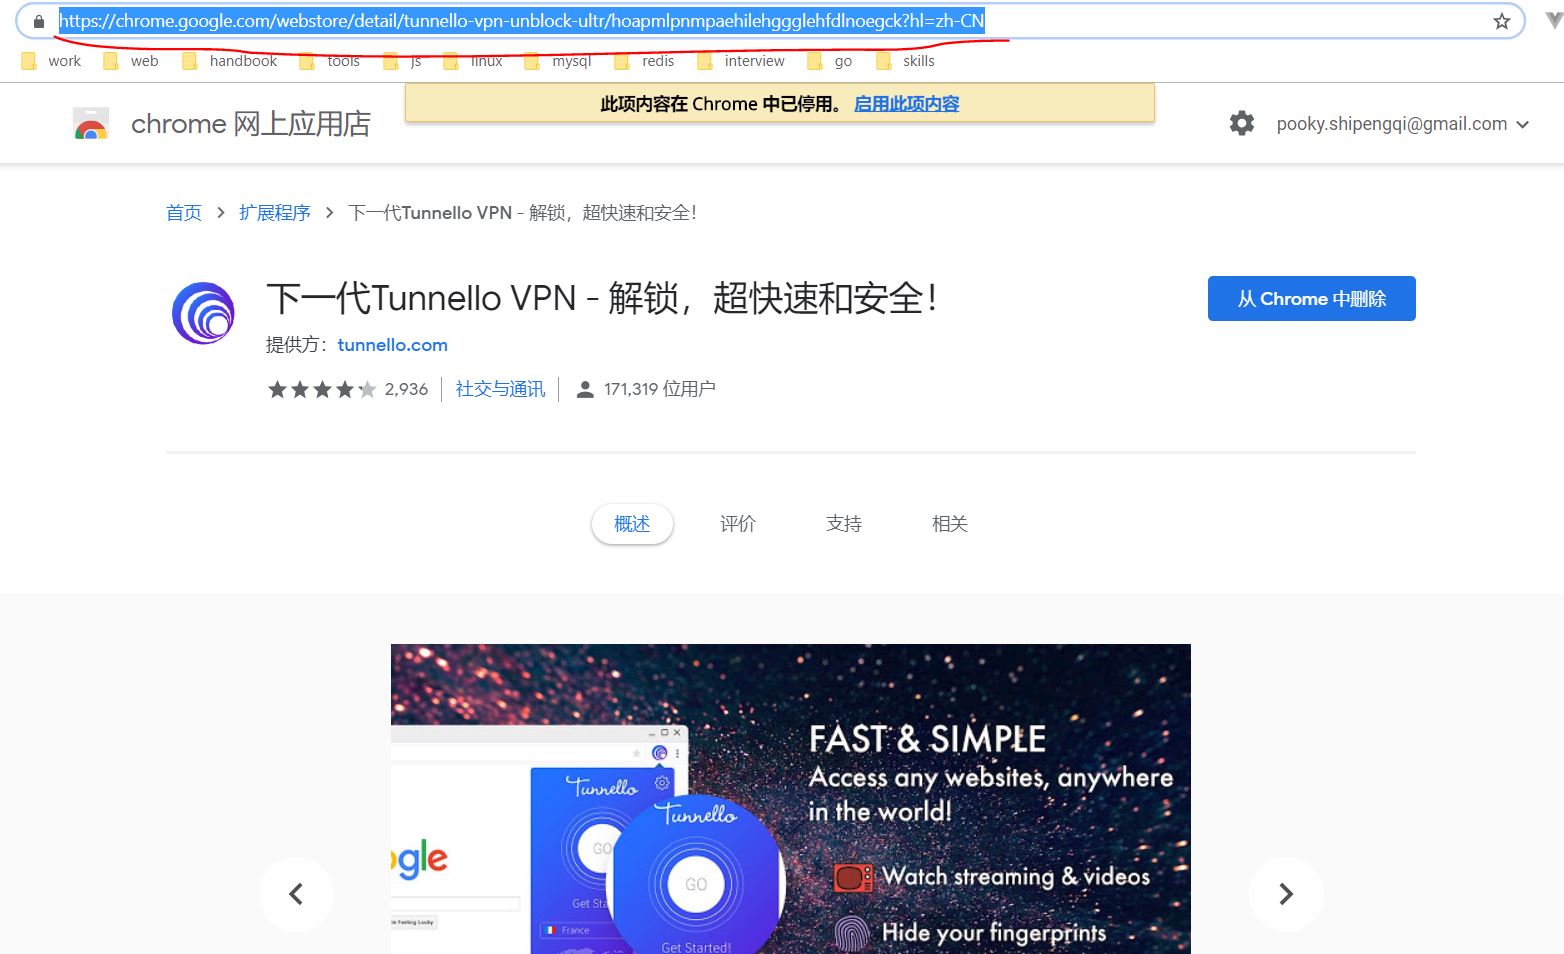 https://chrome.google.com/webstore/detail/tunnello-vpn-unblock-ultr/hoapmlpnmpaehilehggglehfdlnoegck?hl=zh-CN
work web handbook tools js linux mysql redis interview go skills
此项内容在 Chrome 中已停用。 启用此项内容
chrome 网上应用店
pooky.shipengqi@gmail.com
首页 > 扩展程序 > 下一代Tunnello VPN - 解锁，超快速和安全！
下一代Tunnello VPN - 解锁，超快速和安全！
从 Chrome 中删除
提供方： tunnello.com
2,936 社交与通讯 171,319 位用户
概述 评价 支持 相关
FAST & SIMPLE
Access any websites, anywhere
in the world!
Watch streaming & videos
Hide your fingerprints
Tunnello
GO
Get Sta
France
Tunnello
GO
Get Started!
ogle
Feeling Lucky